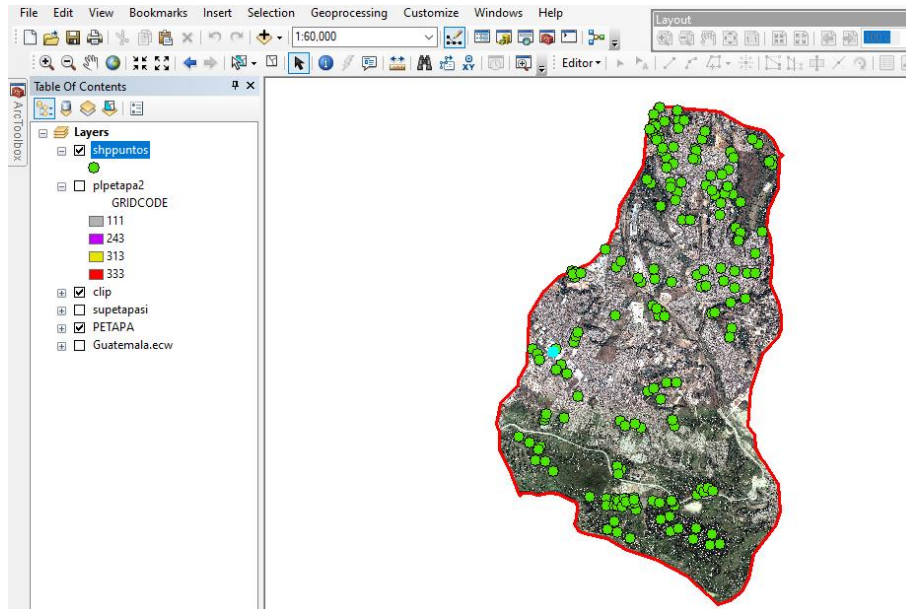 File Edit View Bookmarks Insert Selection Geoprocessing Customize Windows Help
Layout
1:60,000
Editor
Table Of Contents
ArcToolbox
Layers
shppuntos
plpetapa2
GRIDCODE
111
243
313
333
clip
supetapasi
PETAPA
Guatemala.ecw